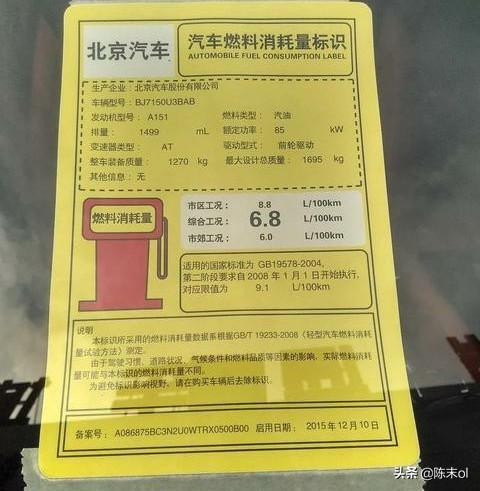 北京汽车
汽车燃料消耗量标识
AUTOMOBILE FUEL CONSUMPTION LABEL
生产企业：北京汽车股份有限公司
车辆型号：BJ7150U3BAB
发动机型号：A151 燃料类型：汽油
排量：1499 mL 额定功率：85 kW
变速器类型：AT 驱动型式：前轮驱动
整车装备质量：1270 kg 最大设计总质量：1695 kg
其他信息：无
燃料消耗量
市区工况：8.8 L/100km
综合工况：6.8 L/100km
市郊工况：6.0 L/100km
适用的国家标准为 GB19578-2004，
第二阶段要求自 2008 年 1 月 1 日开始执行，
对应限值为 9.1 L/100km
说明
本标识所采用的燃料消耗量数据系根据GB/T 19233-2008《轻型汽车燃料消耗
量试验方法》测定。
由于驾驶习惯、道路状况、气候条件和燃料品质等因素的影响，实际燃料消耗
量可能与本标识的燃料消耗量不同。
为避免标识影响视野，请在购买车辆后去除标识。
备案号：A086875BC3N2U0WTRX0500B00 启用日期：2015年12月10日
头条 @陈末ol